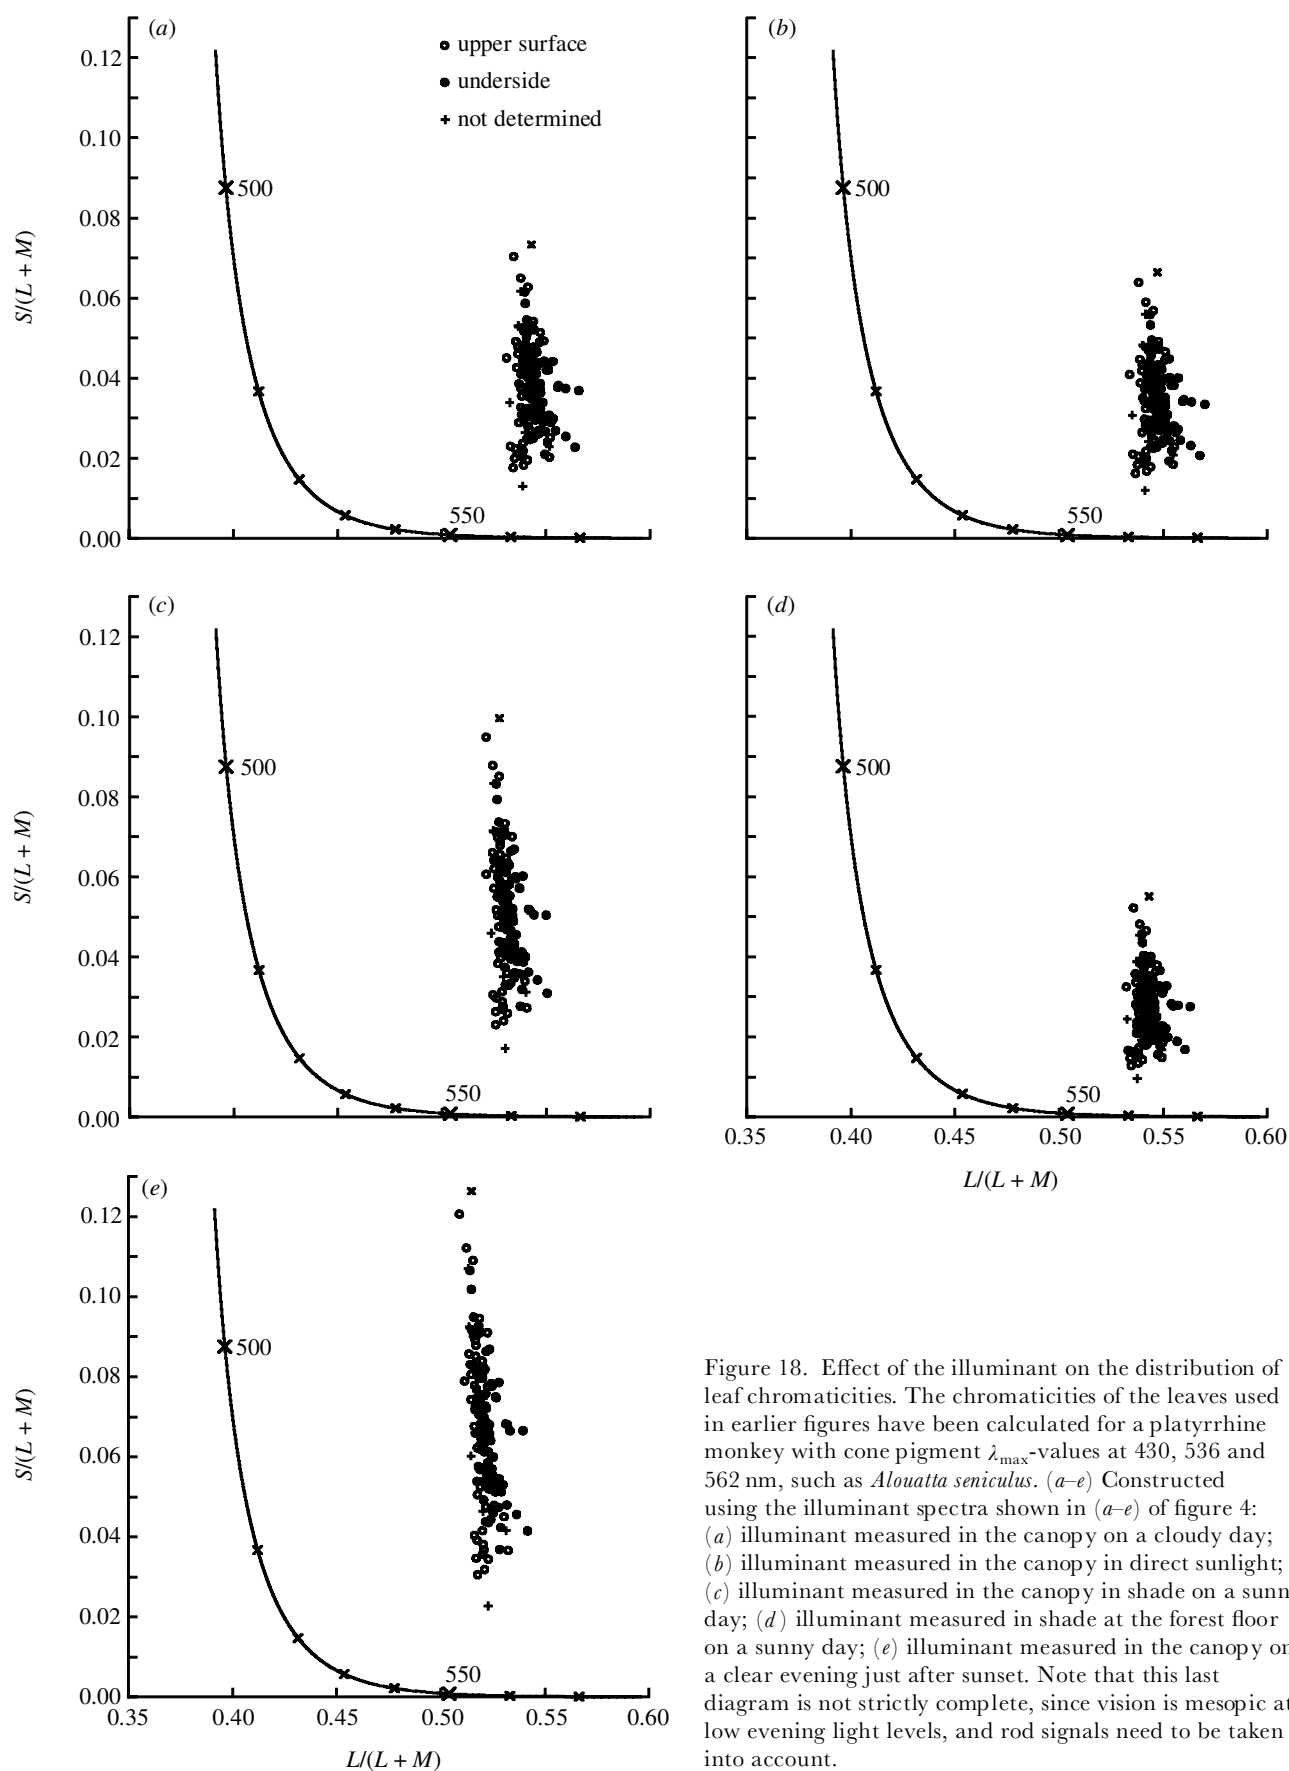 (a)
upper surface
underside
not determined
0.12
0.10
0.08
0.06
0.04
0.02
0.00
S/(L + M)
500
550
(b)
500
550
(c)
0.12
0.10
0.08
0.06
0.04
0.02
0.00
S/(L + M)
500
550
(d)
500
550
0.35 0.40 0.45 0.50 0.55 0.60
L/(L + M)
(e)
0.12
0.10
0.08
0.06
0.04
0.02
0.00
S/(L + M)
500
550
0.35 0.40 0.45 0.50 0.55 0.60
L/(L + M)
Figure 18. Effect of the illuminant on the distribution of
leaf chromaticities. The chromaticities of the leaves used
in earlier figures have been calculated for a platyrrhine
monkey with cone pigment λmax-values at 430, 536 and
562 nm, such as Alouatta seniculus. (a–e) Constructed
using the illuminant spectra shown in (a–e) of figure 4:
(a) illuminant measured in the canopy on a cloudy day;
(b) illuminant measured in the canopy in direct sunlight;
(c) illuminant measured in the canopy in shade on a sunn
day; (d) illuminant measured in shade at the forest floor
on a sunny day; (e) illuminant measured in the canopy on
a clear evening just after sunset. Note that this last
diagram is not strictly complete, since vision is mesopic at
low evening light levels, and rod signals need to be taken
into account.